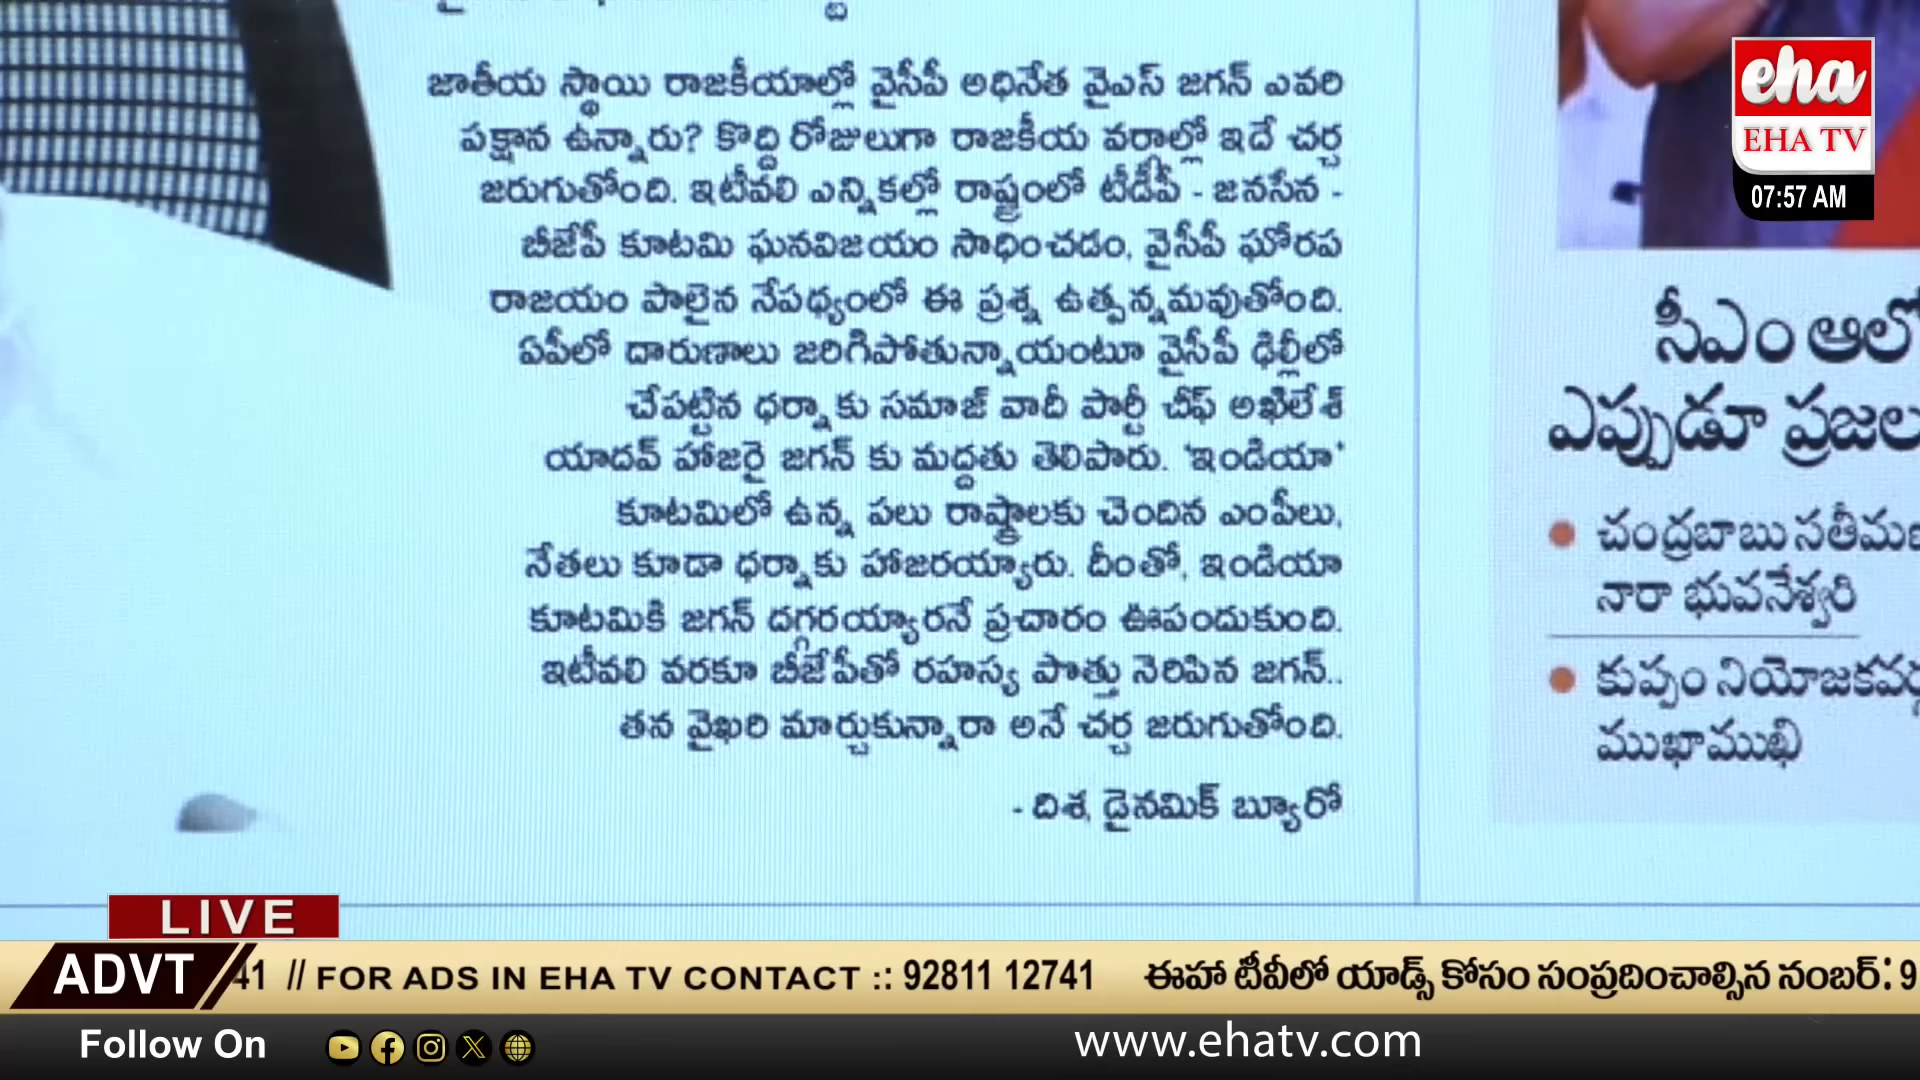 జాతీయ స్థాయి రాజకీయాల్లో వైసీపీ అధినేత వైఎస్ జగన్ ఎవరి
పక్షాన ఉన్నారు? కొద్ది రోజులుగా రాజకీయ వర్గాల్లో ఇదే చర్చ
జరుగుతోంది. ఇటీవలి ఎన్నికల్లో రాష్ట్రంలో టీడీపీ - జనసేన -
బీజేపీ కూటమి ఘనవిజయం సాధించడం, వైసీపీ ఘోరప
రాజయం పాలైన నేపథ్యంలో ఈ ప్రశ్న ఉత్పన్నమవుతోంది.
ఏపీలో దారుణాలు జరిగిపోతున్నాయంటూ వైసీపీ ఢిల్లీలో
చేపట్టిన ధర్నాకు సమాజ్ వాదీ పార్టీ చీఫ్ అఖిలేశ్
యాదవ్ హాజరై జగన్ కు మద్దతు తెలిపారు. 'ఇండియా'
కూటమిలో ఉన్న పలు రాష్ట్రాలకు చెందిన ఎంపీలు,
నేతలు కూడా ధర్నాకు హాజరయ్యారు. దీంతో, ఇండియా
కూటమికి జగన్ దగ్గరయ్యారనే ప్రచారం ఊపందుకుంది.
ఇటీవలి వరకూ బీజేపీతో రహస్య పొత్తు నెరిపిన జగన్..
తన వైఖరి మార్చుకున్నారా అనే చర్చ జరుగుతోంది.
- దిశ, డైనమిక్ బ్యూరో
సీఎం ఆలో
ఎప్పుడూ ప్రజల
• చంద్రబాబు సతీమణ
నారా భువనేశ్వరి
• కుప్పం నియోజకవర్గ
ముఖాముఖి
eha
EHA TV
07:57 AM
LIVE
ADVT 41 // FOR ADS IN EHA TV CONTACT :: 92811 12741 ఈహా టీవీలో యాడ్స్ కోసం సంప్రదించాల్సిన నంబర్: 9
Follow On www.ehatv.com